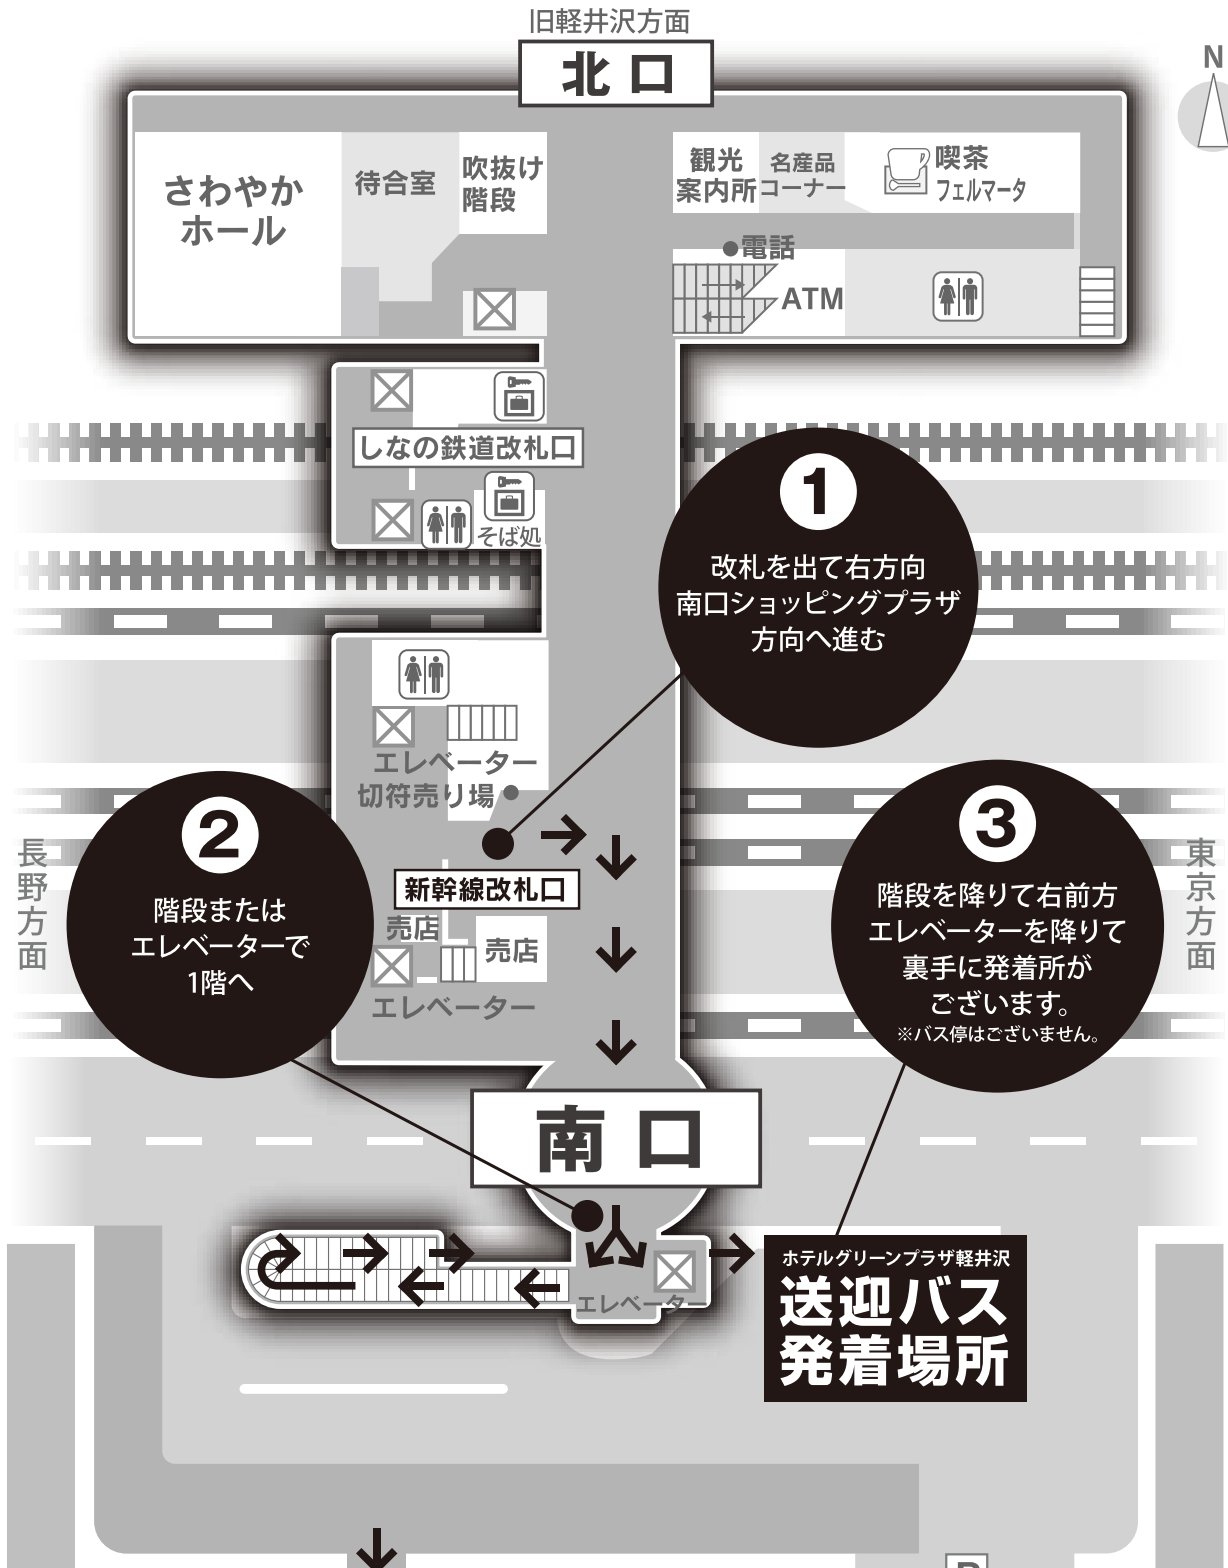 旧軽井沢方面
北口
N
さわやか
ホール
待合室
吹抜け
階段
観光
案内所
名産品
コーナー
喫茶
フェルマータ
電話
ATM
しなの鉄道改札口
そば処
1
改札を出て右方向
南口ショッピングプラザ
方向へ進む
エレベーター
切符売り場
新幹線改札口
売店
売店
エレベーター
2
階段または
エレベーターで
1階へ
3
階段を降りて右前方
エレベーターを降りて
裏手に発着所が
ございます。
※バス停はございません。
長野方面
東京方面
南口
エレベーター
ホテルグリーンプラザ軽井沢
送迎バス
発着場所